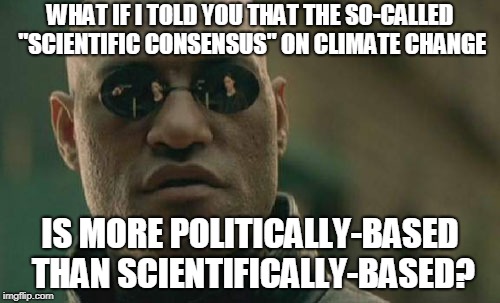 WHAT IF I TOLD YOU THAT THE SO-CALLED
"SCIENTIFIC CONSENSUS" ON CLIMATE CHANGE
IS MORE POLITICALLY-BASED
THAN SCIENTIFICALLY-BASED?
imgflip.com